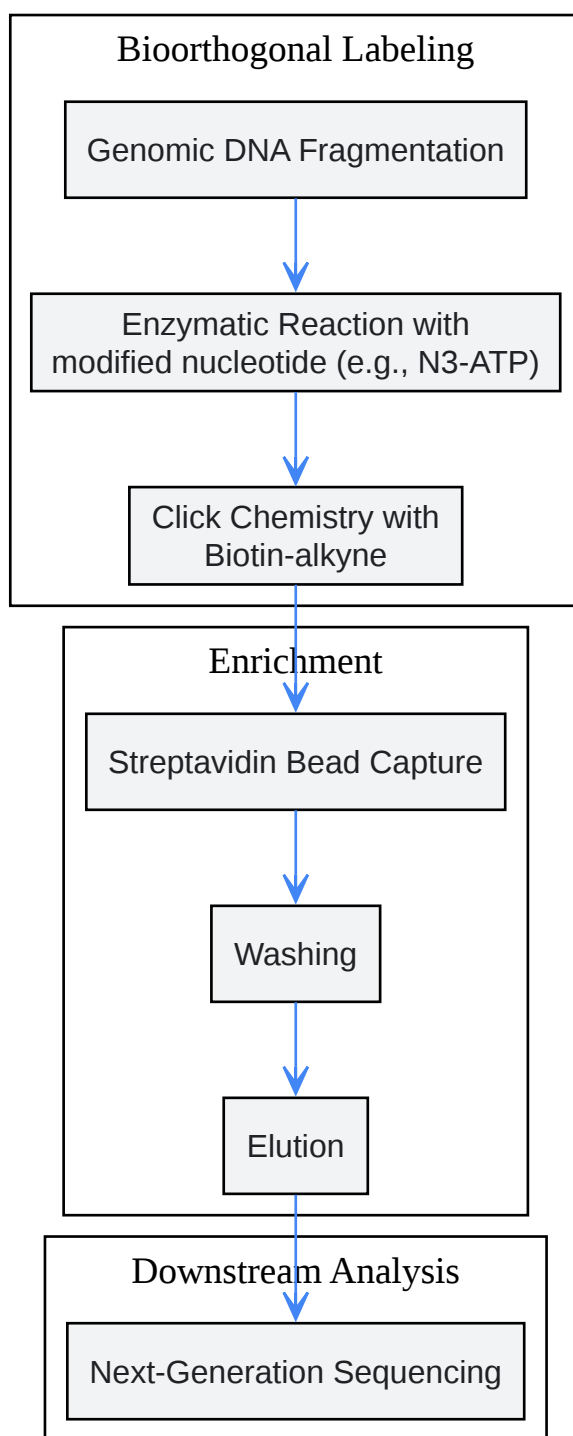 Bioorthogonal Labeling
Genomic DNA Fragmentation
Enzymatic Reaction with
modified nucleotide (e.g., N3-ATP)
Click Chemistry with
Biotin-alkyne
Enrichment
Streptavidin Bead Capture
Washing
Elution
Downstream Analysis
Next-Generation Sequencing